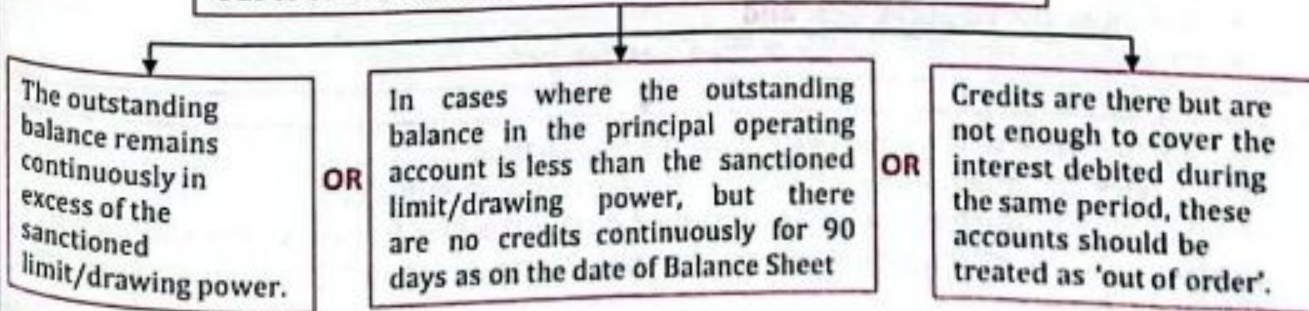 The outstanding
balance remains
continuously in
excess of the
sanctioned
limit/drawing power.
OR
In cases where the outstanding
balance in the principal operating
account is less than the sanctioned
limit/drawing power, but there
are no credits continuously for 90
days as on the date of Balance Sheet
OR
Credits are there but are
not enough to cover the
interest debited during
the same period, these
accounts should be
treated as 'out of order'.